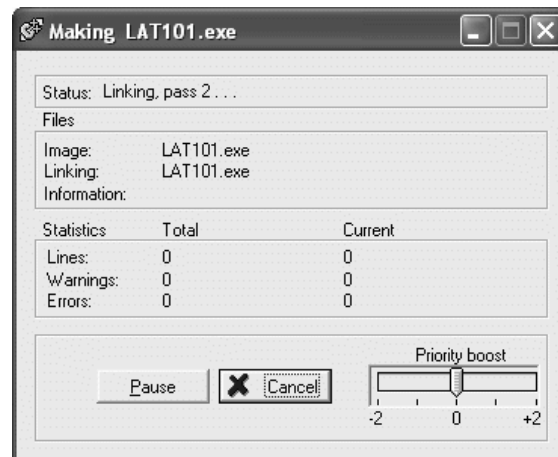 Making LAT101.exe
Status: Linking, pass 2 . . .
Files
Image: LAT101.exe
Linking: LAT101.exe
Information:
Statistics Total Current
Lines: 0 0
Warnings: 0 0
Errors: 0 0
Priority boost
Pause Cancel
-2 0 +2